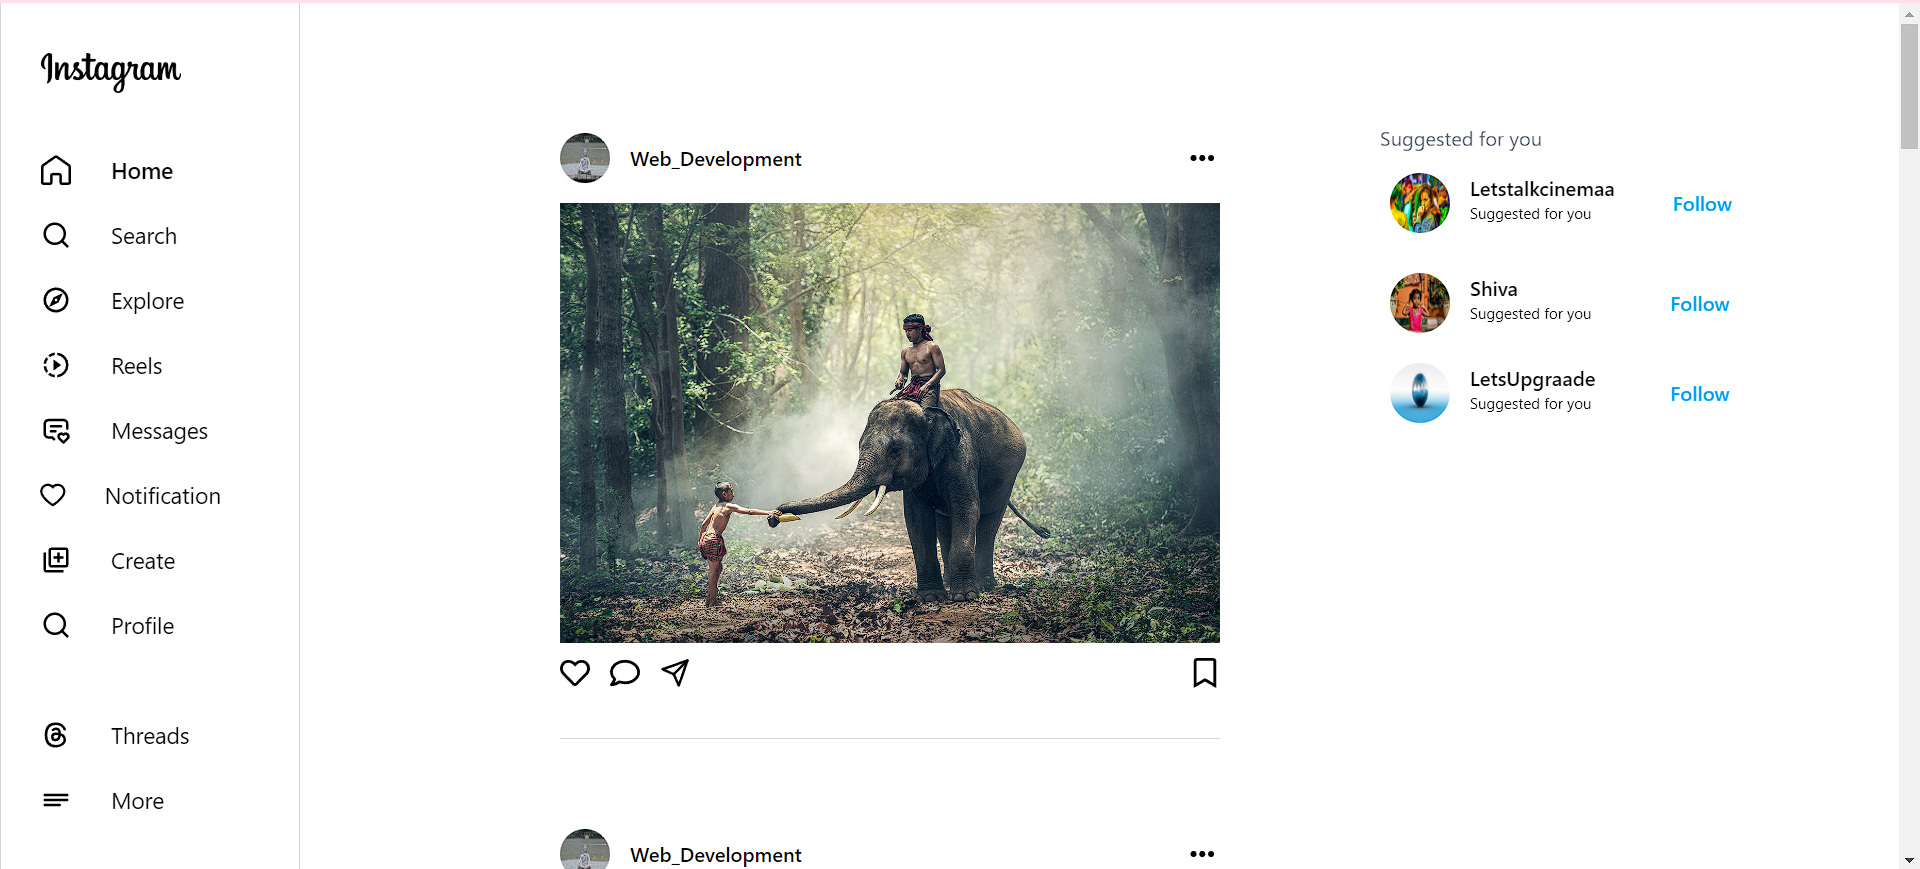 Instagram
Home
Search
Explore
Reels
Messages
Notification
Create
Profile
Threads
More
Web_Development
Web_Development
Suggested for you
Letstalkcinemaa
Suggested for you
Follow
Shiva
Suggested for you
Follow
LetsUpgraade
Suggested for you
Follow